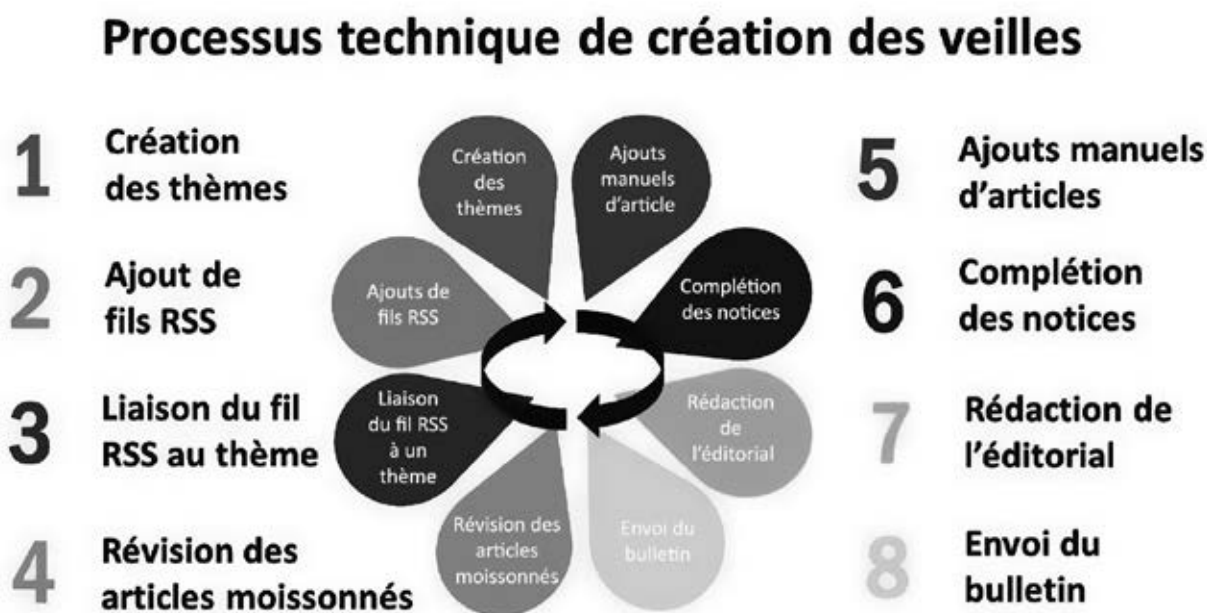 Processus technique de création des veilles
1
Création
des thèmes
2
Ajout de
fils RSS
3
Liaison du fil
RSS au thème
4
Révision des
articles moissonnés
Création
des
thèmes
Ajouts
manuels
d'article
Ajouts de
fils RSS
Complétion
des notices
Liaison
du fil RSS
à un
thème
Rédaction
de
l'éditorial
Révision des
articles
moissonnés
Envoi du
bulletin
5
Ajouts manuels
d'articles
6
Complétion
des notices
7
Rédaction de
l'éditorial
8
Envoi du
bulletin